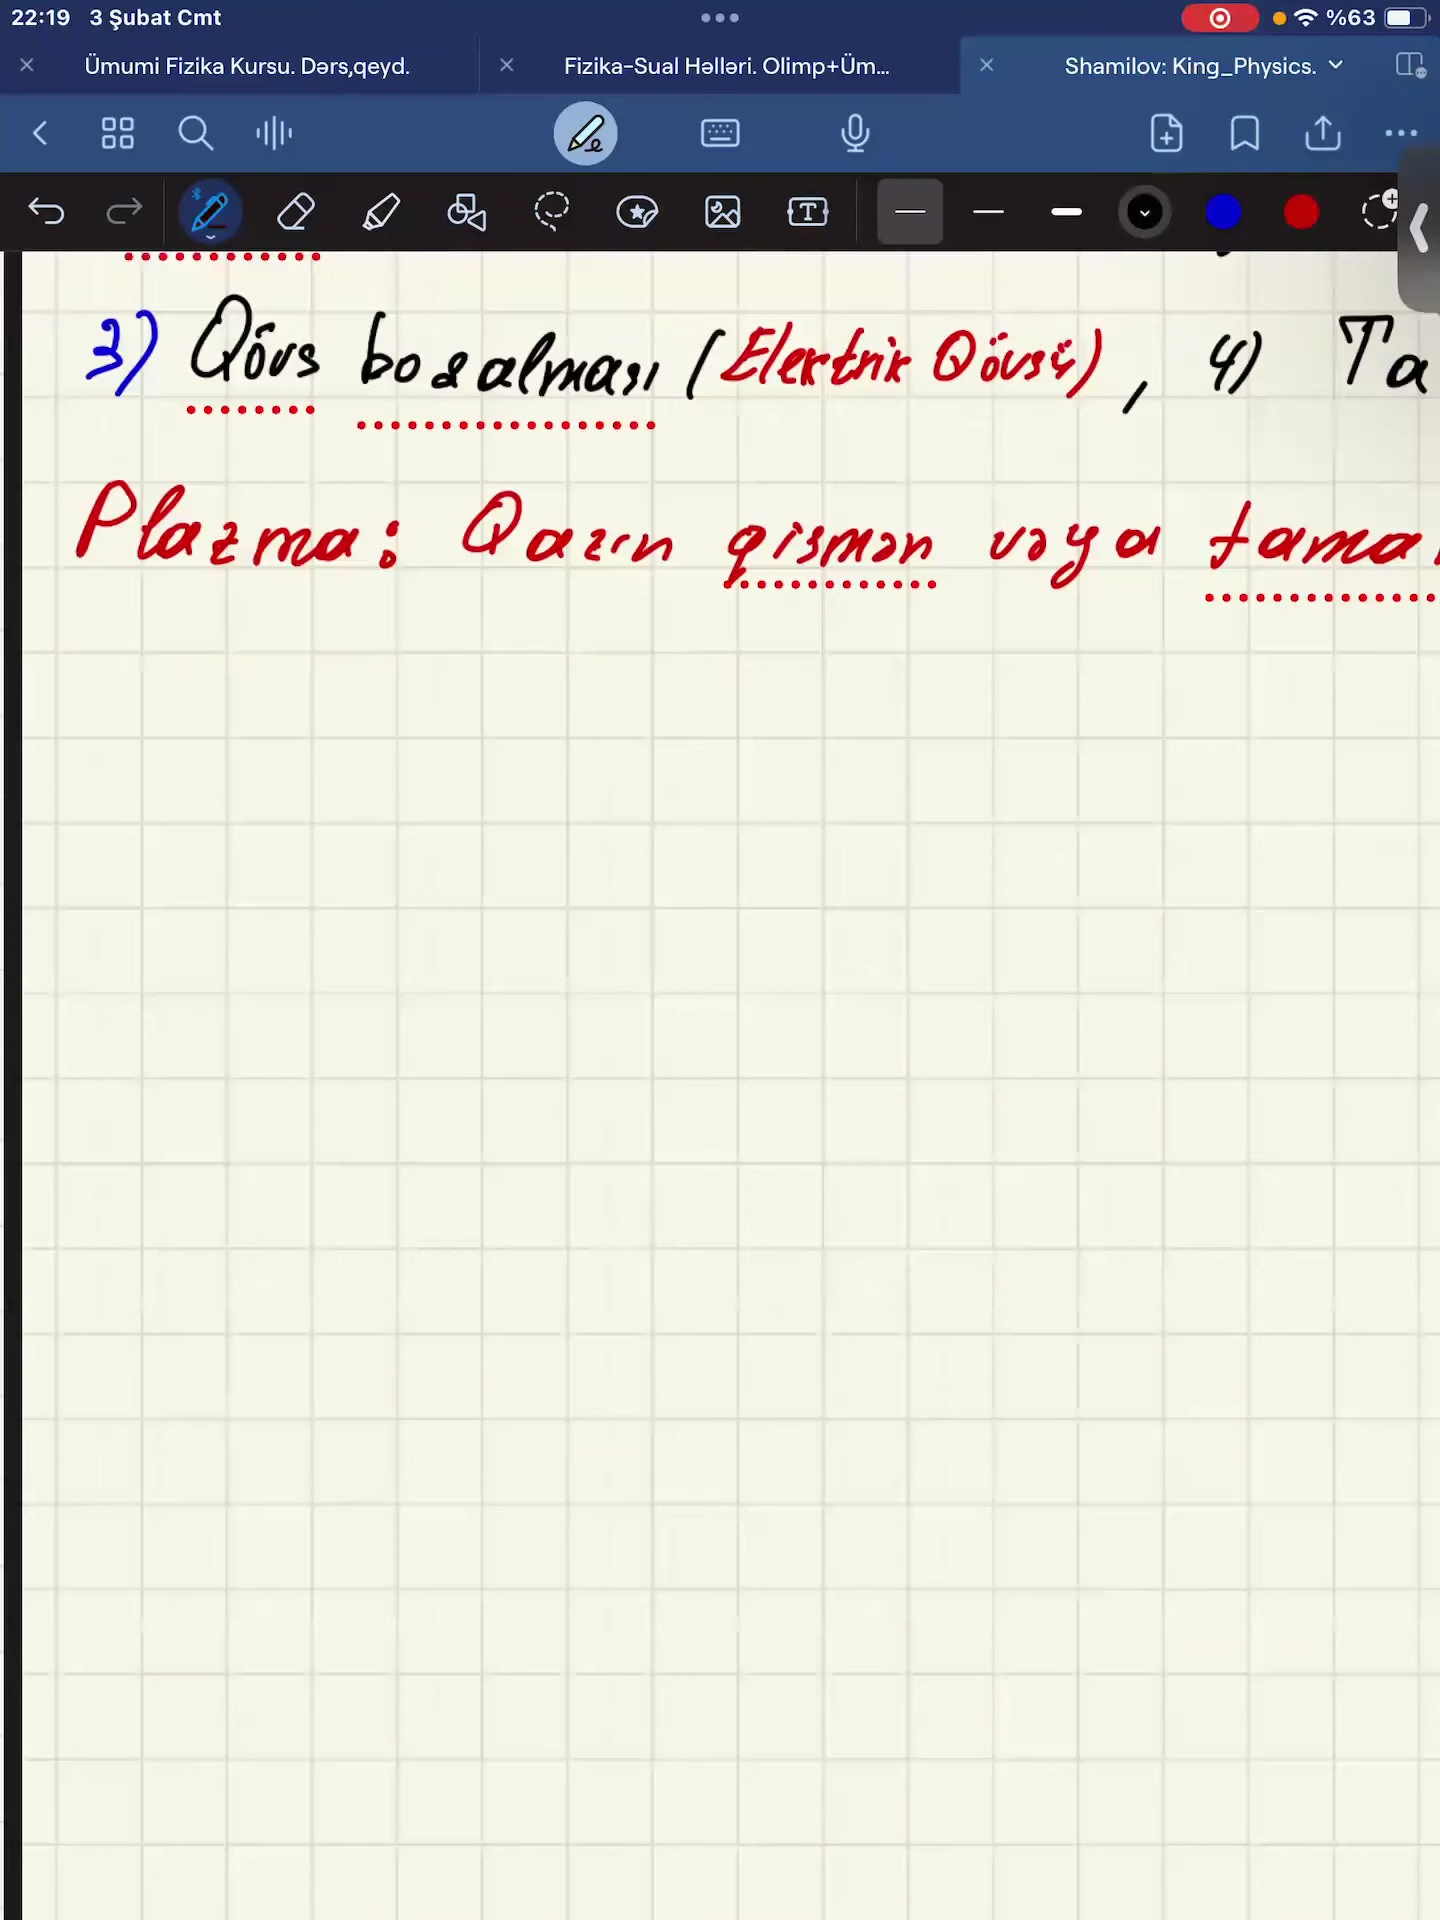 22:19 3 Şubat Cmt %63
Ümumi Fizika Kursu. Dərs,qeyd. Fizika-Sual Həlləri. Olimp+Üm... Shamilov: King_Physics.
3) Qövs boşalması (Elektrik Qövsü), 4) Ta
Plazma: Qazın qismən vəya tama